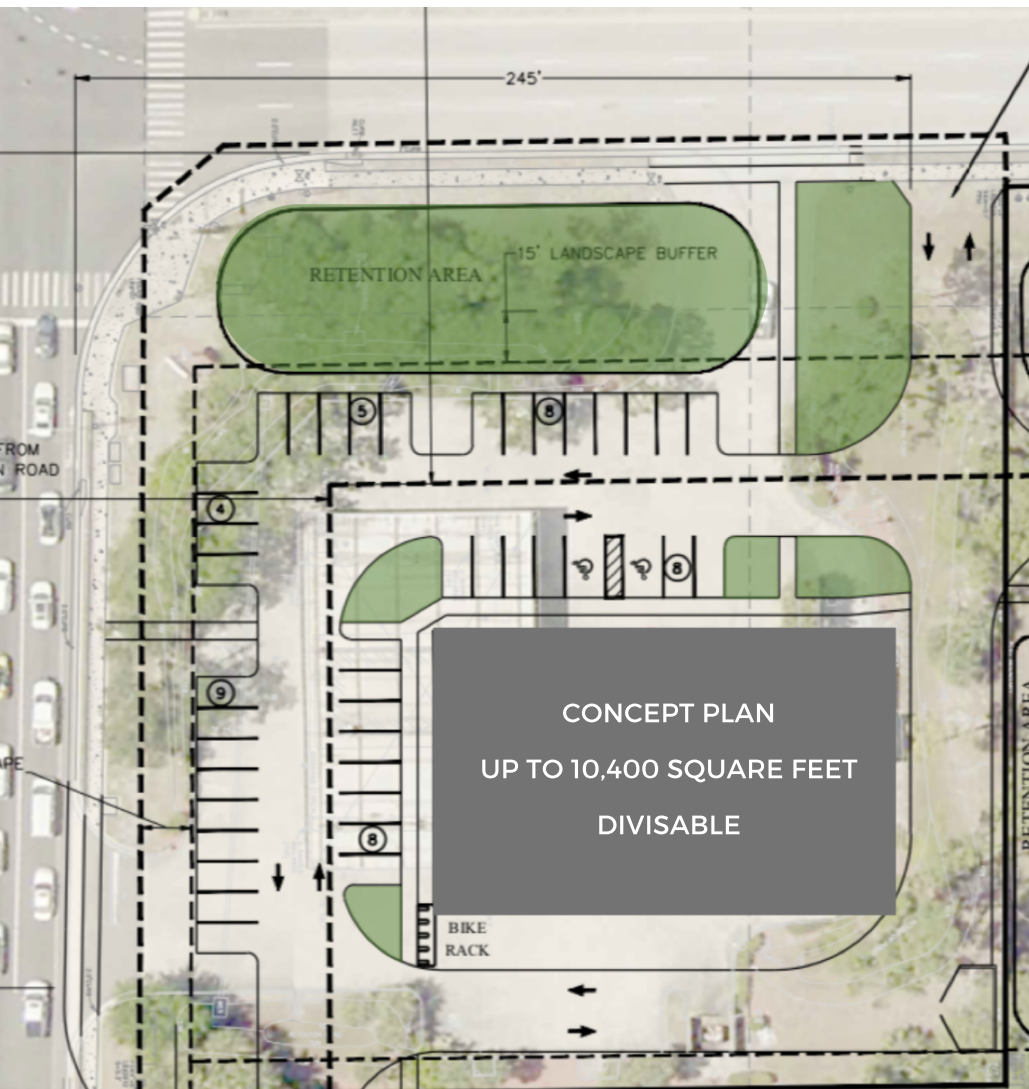 245'
15' LANDSCAPE BUFFER
RETENTION AREA
5
8
FROM
ROAD
4
8
9
CONCEPT PLAN
UP TO 10,400 SQUARE FEET
DIVISABLE
8
BIKE
RACK
RETENTION AREA